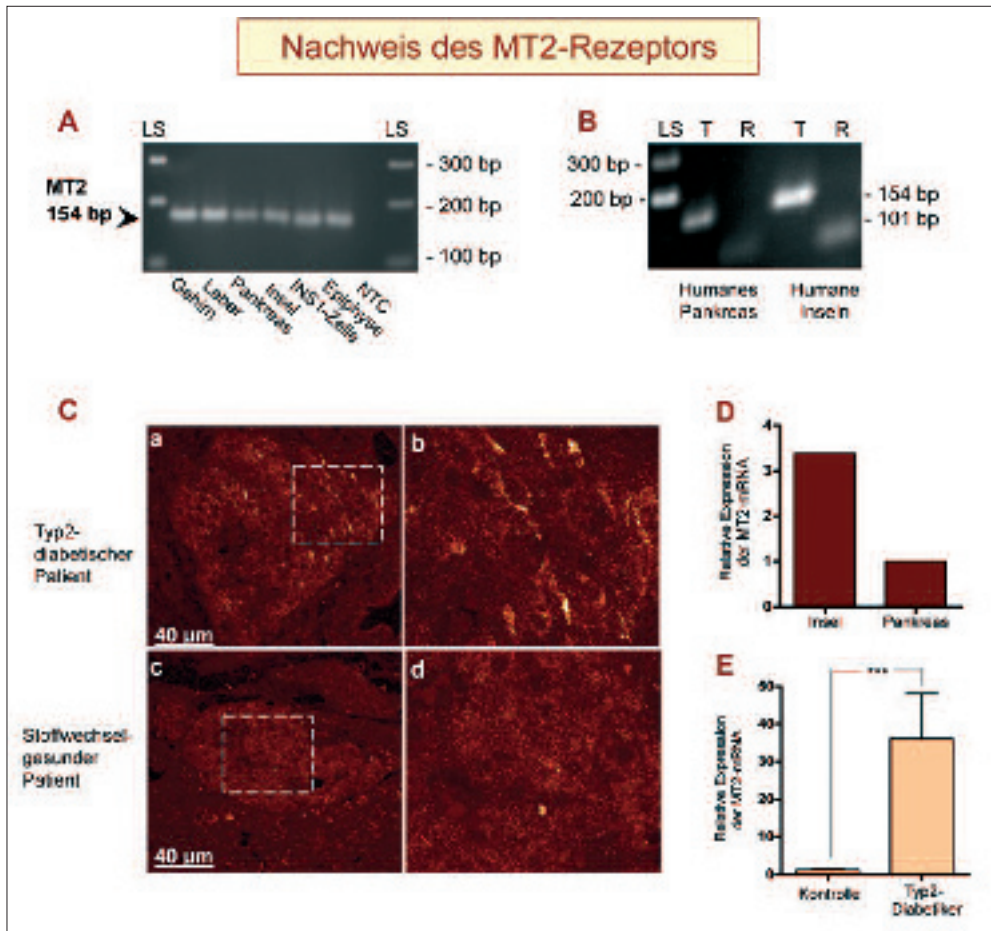 Nachweis des MT2-Rezeptors
A
LS
LS
MT2
154 bp
- 300 bp
- 200 bp
- 100 bp
Gehirn
Leber
Pankreas
Insel
INS1-Zelle
Epiphyse
NTC
B
LS T R T R
300 bp -
200 bp -
- 154 bp
- 101 bp
Humanes
Pankreas
Humane
Inseln
C
a
b
Typ2-
diabetischer
Patient
40 µm
c
d
Stoffwechsel-
gesunder
Patient
40 µm
D
Relative Expression
der MT2-mRNA
4
3
2
1
0
Insel
Pankreas
E
Relative Expression
der MT2-mRNA
***
50
40
30
20
10
0
Kontrolle
Typ2-
Diabetiker